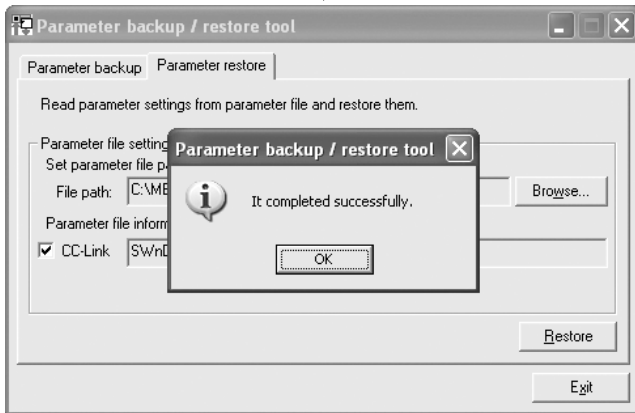 Parameter backup / restore tool
Parameter backup Parameter restore
Read parameter settings from parameter file and restore them.
Parameter file setting
Set parameter file p
File path: C:\ME
Browse...
Parameter file inform
CC-Link SWnD
Parameter backup / restore tool
It completed successfully.
OK
Restore
Exit